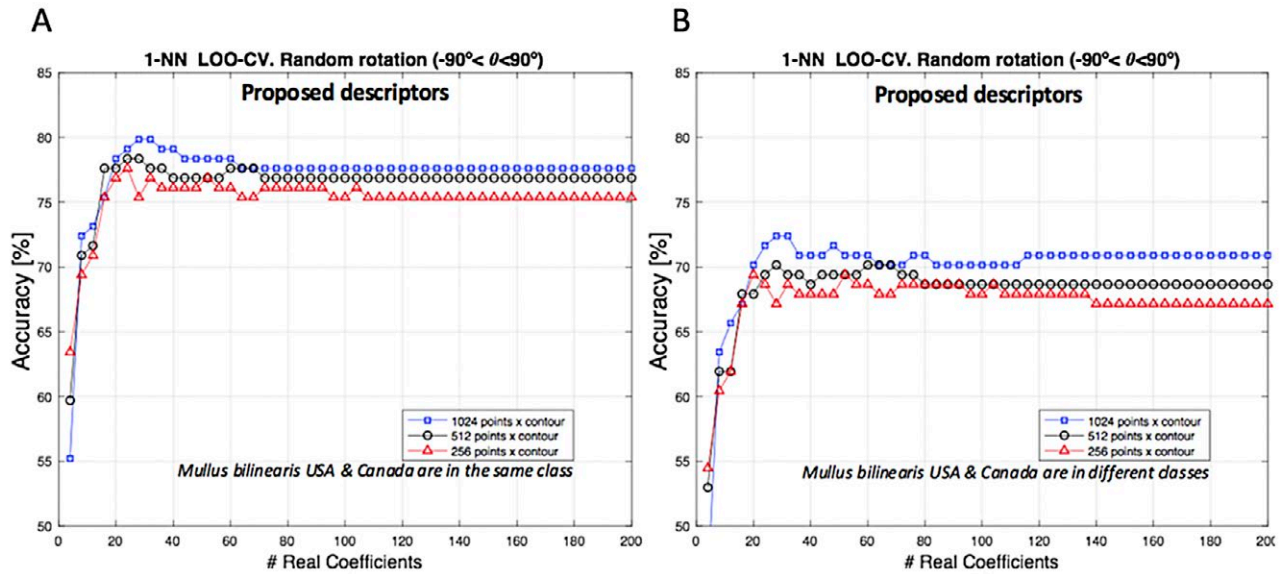 A
1-NN LOO-CV. Random rotation (-90º< θ<90º)
Proposed descriptors
Accuracy [%]
85
80
75
70
65
60
55
50
1024 points x contour
512 points x contour
256 points x contour
Mullus bilinearis USA & Canada are in the same class
0 20 40 60 80 100 120 140 160 180 200
# Real Coefficients
B
1-NN LOO-CV. Random rotation (-90º< θ<90º)
Proposed descriptors
Accuracy [%]
85
80
75
70
65
60
55
50
1024 points x contour
512 points x contour
256 points x contour
Mullus bilinearis USA & Canada are in different classes
0 20 40 60 80 100 120 140 160 180 200
# Real Coefficients